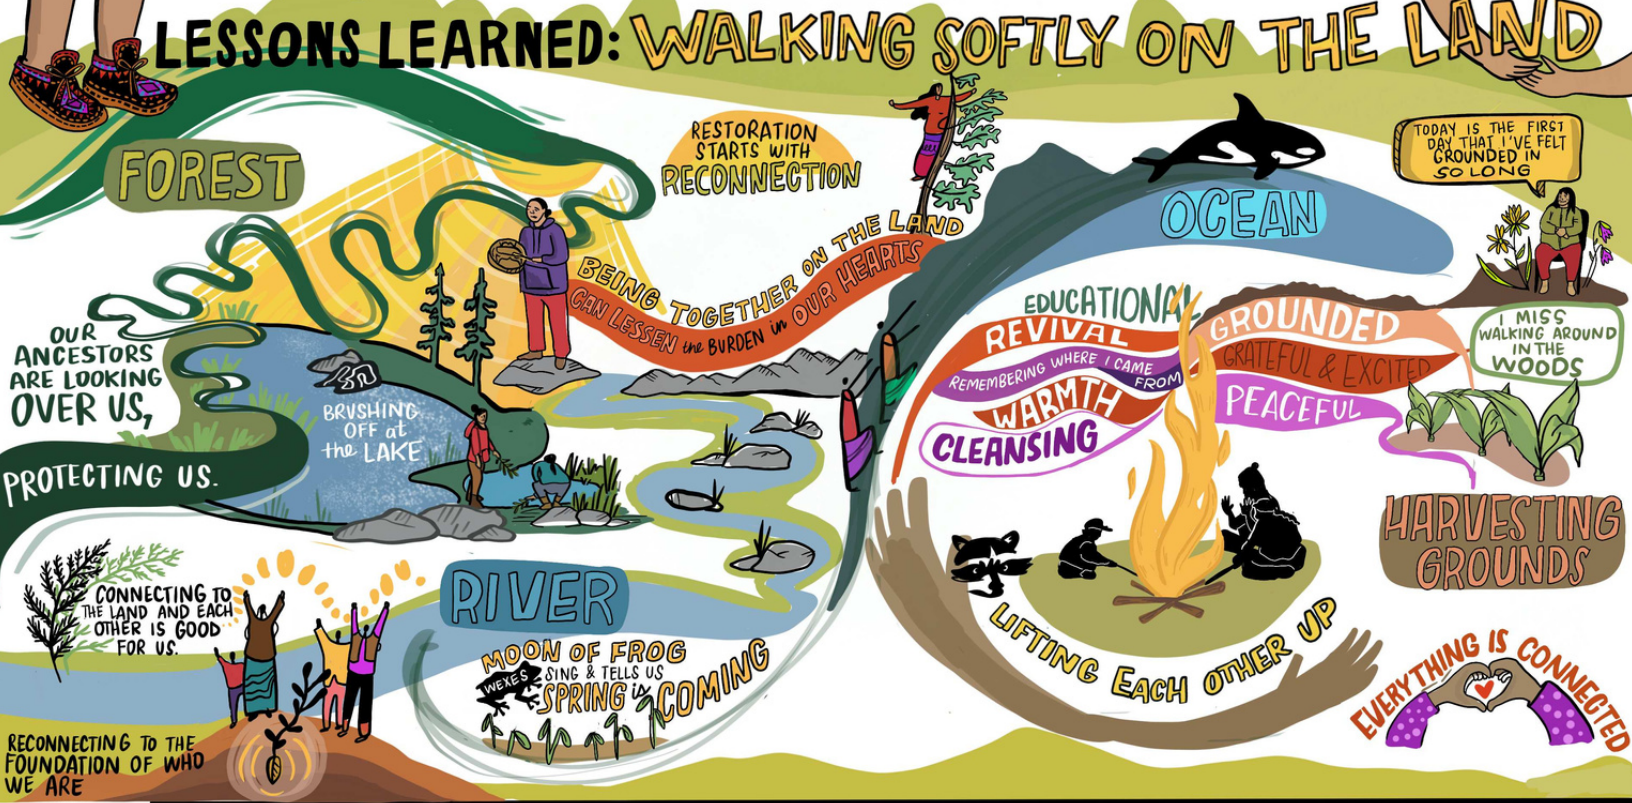 LESSONS LEARNED: WALKING SOFTLY ON THE LAND
FOREST
RESTORATION
STARTS WITH
RECONNECTION
BEING TOGETHER ON THE LAND
CAN LESSEN the BURDEN in OUR HEARTS
OUR
ANCESTORS
ARE LOOKING
OVER US,
PROTECTING US.
BRUSHING
OFF at
the LAKE
CONNECTING TO
THE LAND AND EACH
OTHER IS GOOD
FOR US.
RECONNECTING TO THE
FOUNDATION OF WHO
WE ARE
RIVER
MOON OF FROG
WEXES
SING & TELLS US
SPRING is COMING
OCEAN
TODAY IS THE FIRST
DAY THAT I'VE FELT
GROUNDED IN
SO LONG
EDUCATIONAL
REVIVAL
REMEMBERING WHERE I CAME FROM
WARMTH
CLEANSING
GROUNDED
GRATEFUL & EXCITED
PEACEFUL
I MISS
WALKING AROUND
IN THE
WOODS
HARVESTING
GROUNDS
LIFTING EACH OTHER UP
EVERYTHING IS CONNECTED